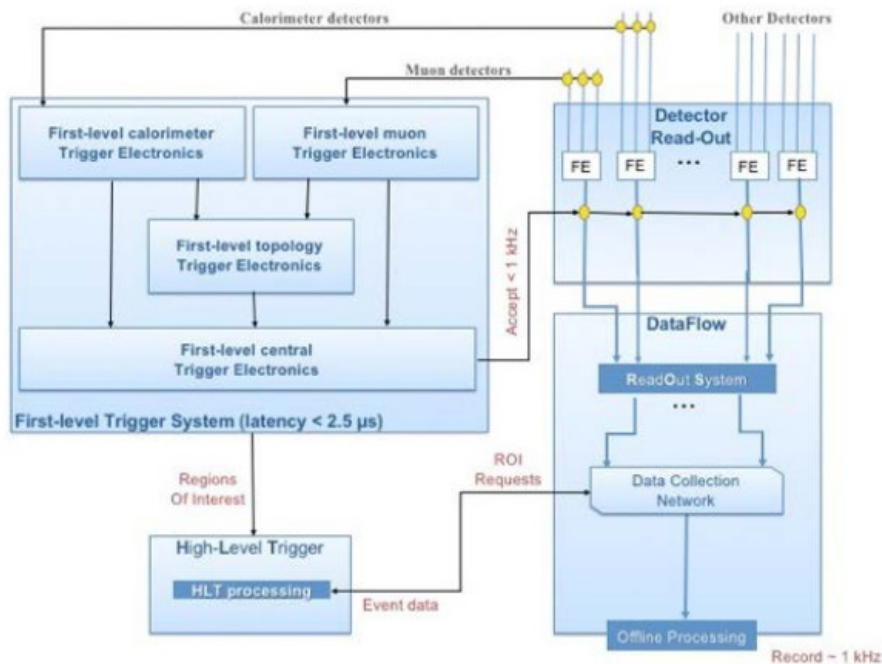 Calorimeter detectors
Other Detectors
Muon detectors
First-level calorimeter
Trigger Electronics
First-level muon
Trigger Electronics
Detector
Read-Out
FE
FE
...
FE
FE
First-level topology
Trigger Electronics
Accept < 1 kHz
First-level central
Trigger Electronics
DataFlow
ReadOut System
...
First-level Trigger System (latency < 2.5 μs)
Regions
Of Interest
ROI
Requests
Data Collection
Network
High-Level Trigger
HLT processing
Event data
Offline Processing
Record ~ 1 kHz